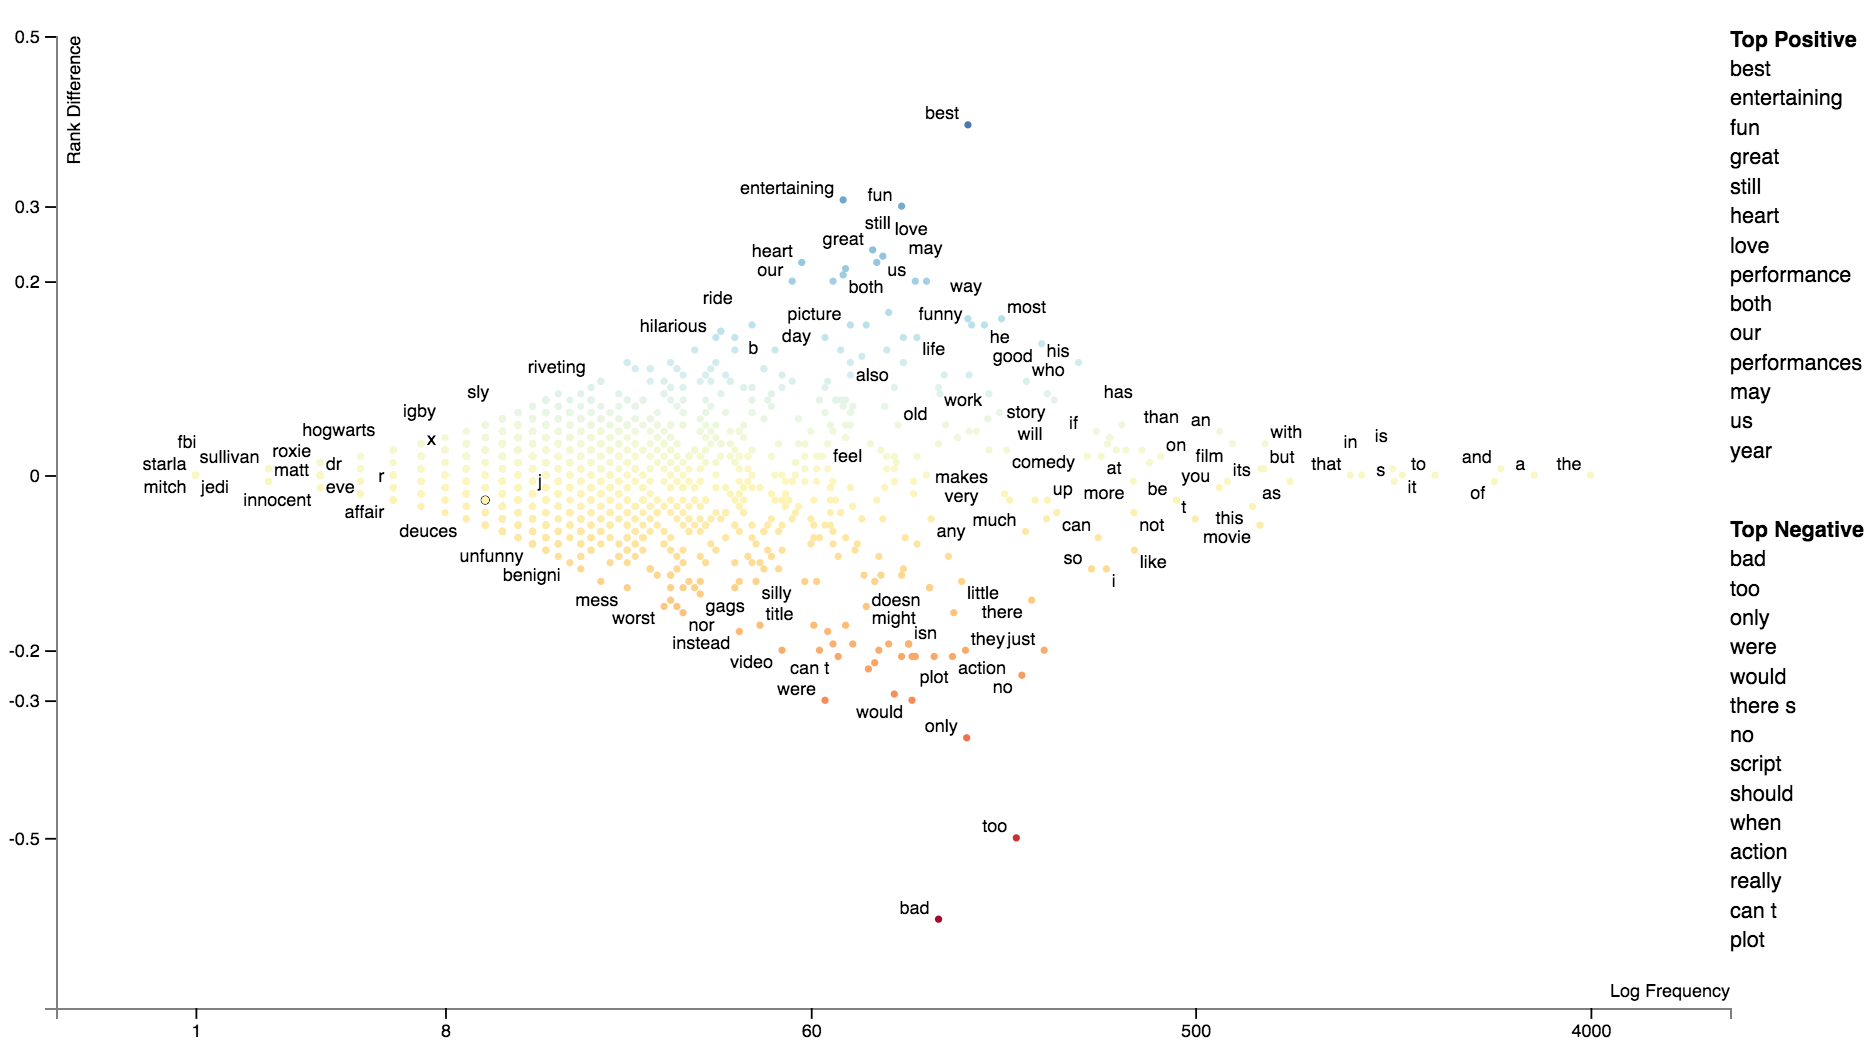 0.5
Rank Difference
best
entertaining
fun
0.3
still
love
great
may
heart
our
us
0.2
both
way
ride
most
picture
funny
hilarious
day
he
b
life
his
good
riveting
who
also
sly
has
work
igby
old
story
than
an
if
hogwarts
will
with
x
in
is
fbi
on
roxie
sullivan
feel
film
but
and
starla
matt
dr
comedy
at
its
that
s
to
a
the
0
r
makes
you
mitch
jedi
eve
j
up
more
be
as
it
of
innocent
very
t
affair
much
can
not
this
deuces
any
movie
unfunny
so
like
benigni
i
mess
gags
silly
doesn
little
worst
title
might
there
nor
isn
instead
they
just
-0.2
video
can t
plot
action
were
no
-0.3
would
only
too
-0.5
bad
Log Frequency
1
8
60
500
4000
Top Positive
best
entertaining
fun
great
still
heart
love
performance
both
our
performances
may
us
year
Top Negative
bad
too
only
were
would
there s
no
script
should
when
action
really
can t
plot